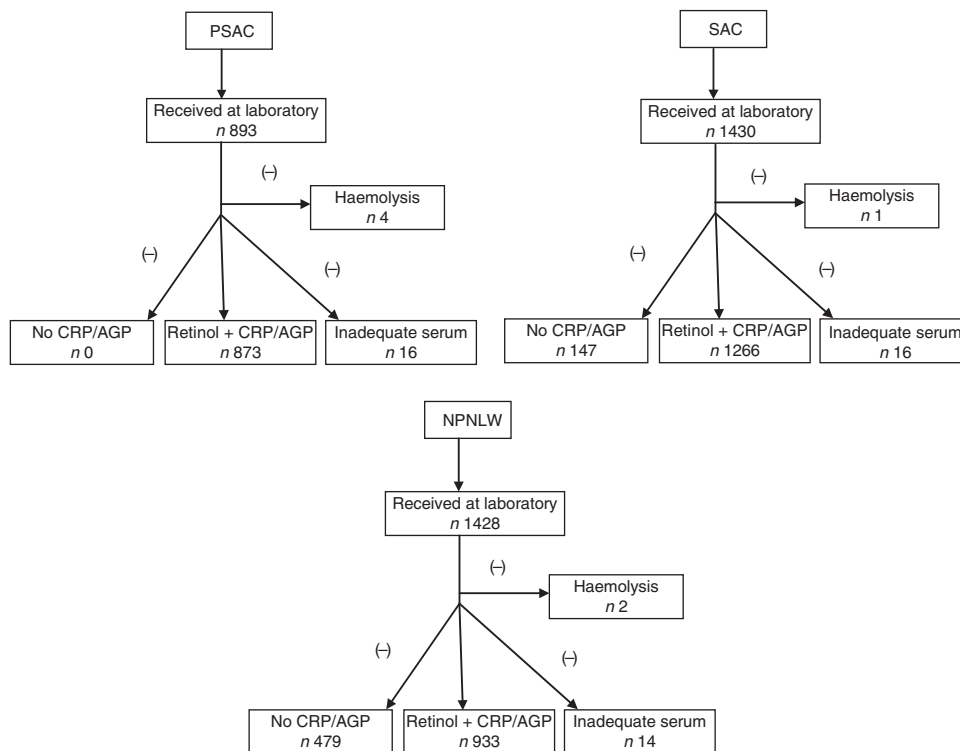 PSAC
Received at laboratory
n 893
(–)
Haemolysis
n 4
(–)
(–)
No CRP/AGP
n 0
Retinol + CRP/AGP
n 873
Inadequate serum
n 16
SAC
Received at laboratory
n 1430
(–)
Haemolysis
n 1
(–)
(–)
No CRP/AGP
n 147
Retinol + CRP/AGP
n 1266
Inadequate serum
n 16
NPNLW
Received at laboratory
n 1428
(–)
Haemolysis
n 2
(–)
(–)
No CRP/AGP
n 479
Retinol + CRP/AGP
n 933
Inadequate serum
n 14